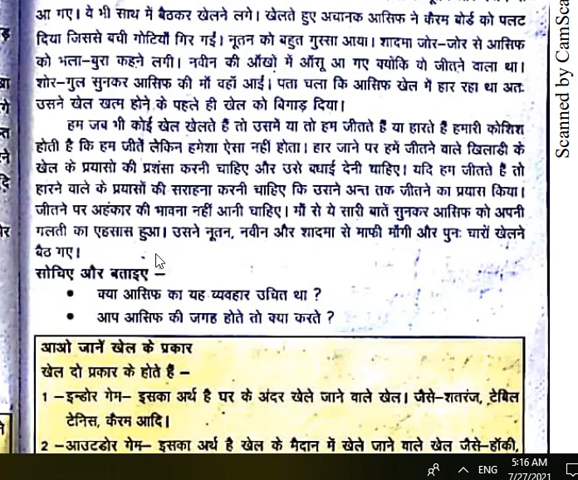 आ गए। ये भी साथ में बैठकर खेलने लगे। खेलते हुए अचानक आसिफ ने कैरम बोर्ड को पलट
दिया जिससे बची गोटियाँ गिर गईं। नूतन को बहुत गुस्सा आया। शादमा जोर-जोर से आसिफ
को भला-बुरा कहने लगी। नवीन की आँखों में आँसू आ गए क्योंकि वो जीतने वाला था।
शोर-गुल सुनकर आसिफ की माँ वहाँ आईं। पता चला कि आसिफ खेल में हार रहा था अतः
उसने खेल खत्म होने के पहले ही खेल को बिगाड़ दिया।
हम जब भी कोई खेल खेलते हैं तो उसमें या तो हम जीतते हैं या हारते हैं हमारी कोशिश
होती है कि हम जीतें लेकिन हमेशा ऐसा नहीं होता। हार जाने पर हमें जीतने वाले खिलाड़ी के
खेल के प्रयासों की प्रशंसा करनी चाहिए और उसे बधाई देनी चाहिए। यदि हम जीतते हैं तो
हारने वाले के प्रयासों की सराहना करनी चाहिए कि उसने अन्त तक जीतने का प्रयास किया।
जीतने पर अहंकार की भावना नहीं आनी चाहिए। माँ से ये सारी बातें सुनकर आसिफ को अपनी
गलती का एहसास हुआ। उसने नूतन, नवीन और शादमा से माफी माँगी और पुनः चारों खेलने
बैठ गए।
सोचिए और बताइए –
• क्या आसिफ का यह व्यवहार उचित था ?
• आप आसिफ की जगह होते तो क्या करते ?
आओ जानें खेल के प्रकार
खेल दो प्रकार के होते हैं –
1 –इन्डोर गेम– इसका अर्थ है घर के अंदर खेले जाने वाले खेल। जैसे–शतरंज, टेबिल
टेनिस, कैरम आदि।
2 –आउटडोर गेम– इसका अर्थ है खेल के मैदान में खेले जाने वाले खेल जैसे–हॉकी,
Scanned by CamSca
ENG
5:16 AM
7/27/2021